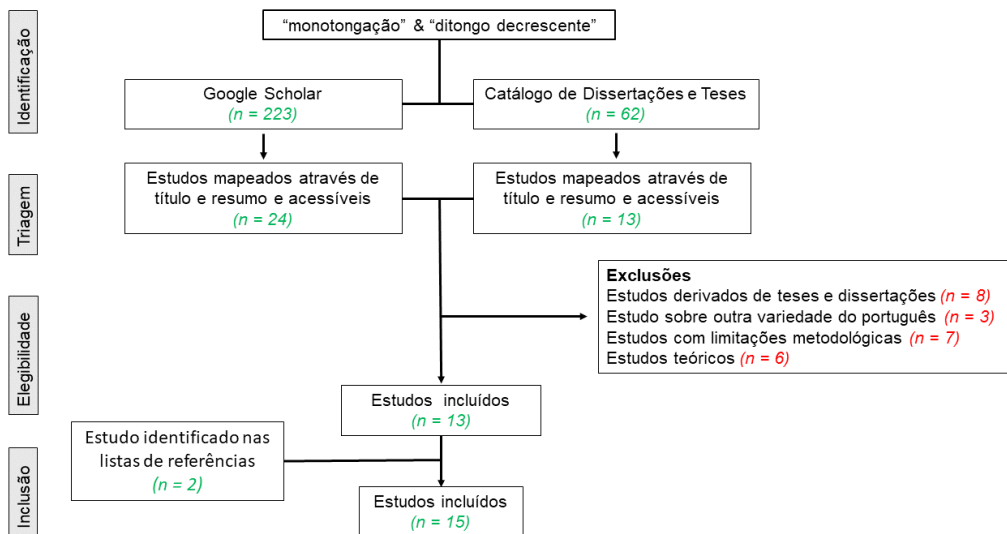 Identificação
“monotongação” & “ditongo decrescente”
Google Scholar
(n = 223)
Catálogo de Dissertações e Teses
(n = 62)
Triagem
Estudos mapeados através de
título e resumo e acessíveis
(n = 24)
Estudos mapeados através de
título e resumo e acessíveis
(n = 13)
Elegibilidade
Exclusões
Estudos derivados de teses e dissertações (n = 8)
Estudo sobre outra variedade do português (n = 3)
Estudos com limitações metodológicas (n = 7)
Estudos teóricos (n = 6)
Estudos incluídos
(n = 13)
Inclusão
Estudo identificado nas
listas de referências
(n = 2)
Estudos incluídos
(n = 15)